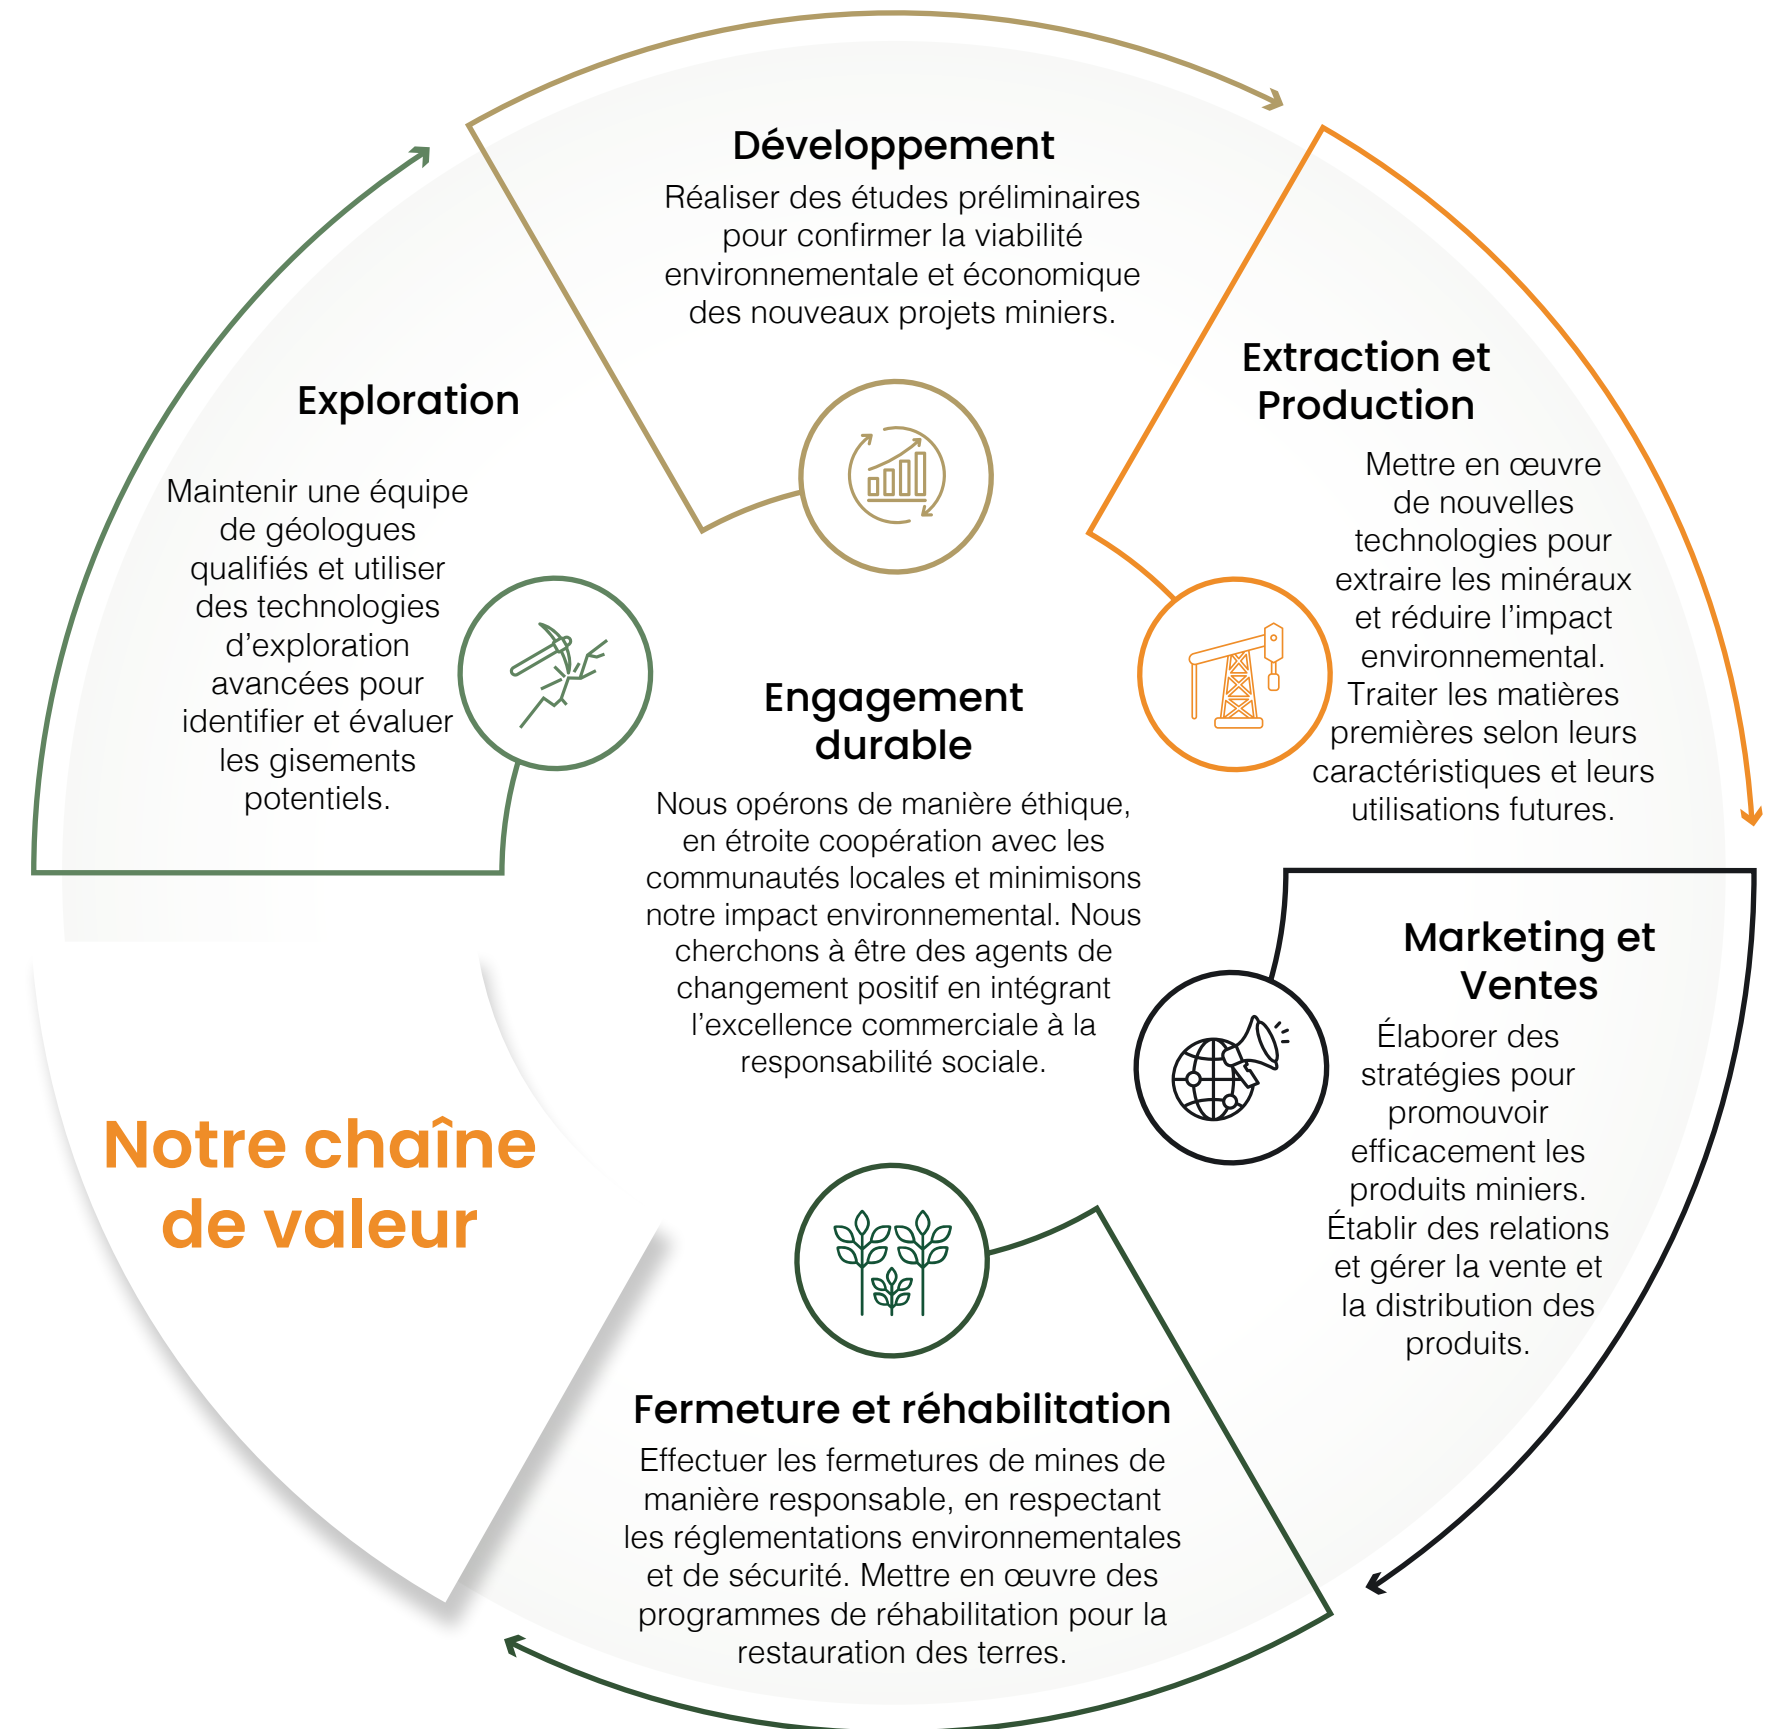 Développement
Réaliser des études préliminaires
pour confirmer la viabilité
environnementale et économique
des nouveaux projets miniers.
Exploration
Maintenir une équipe
de géologues
qualifiés et utiliser
des technologies
d'exploration
avancées pour
identifier et évaluer
les gisements
potentiels.
Extraction et
Production
Mettre en œuvre
de nouvelles
technologies pour
extraire les minéraux
et réduire l'impact
environnemental.
Traiter les matières
premières selon leurs
caractéristiques et leurs
utilisations futures.
Engagement
durable
Nous opérons de manière éthique,
en étroite coopération avec les
communautés locales et minimisons
notre impact environnemental. Nous
cherchons à être des agents de
changement positif en intégrant
l'excellence commerciale à la
responsabilité sociale.
Marketing et
Ventes
Élaborer des
stratégies pour
promouvoir
efficacement les
produits miniers.
Établir des relations
et gérer la vente et
la distribution des
produits.
Notre chaîne
de valeur
Fermeture et réhabilitation
Effectuer les fermetures de mines de
manière responsable, en respectant
les réglementations environnementales
et de sécurité. Mettre en œuvre des
programmes de réhabilitation pour la
restauration des terres.